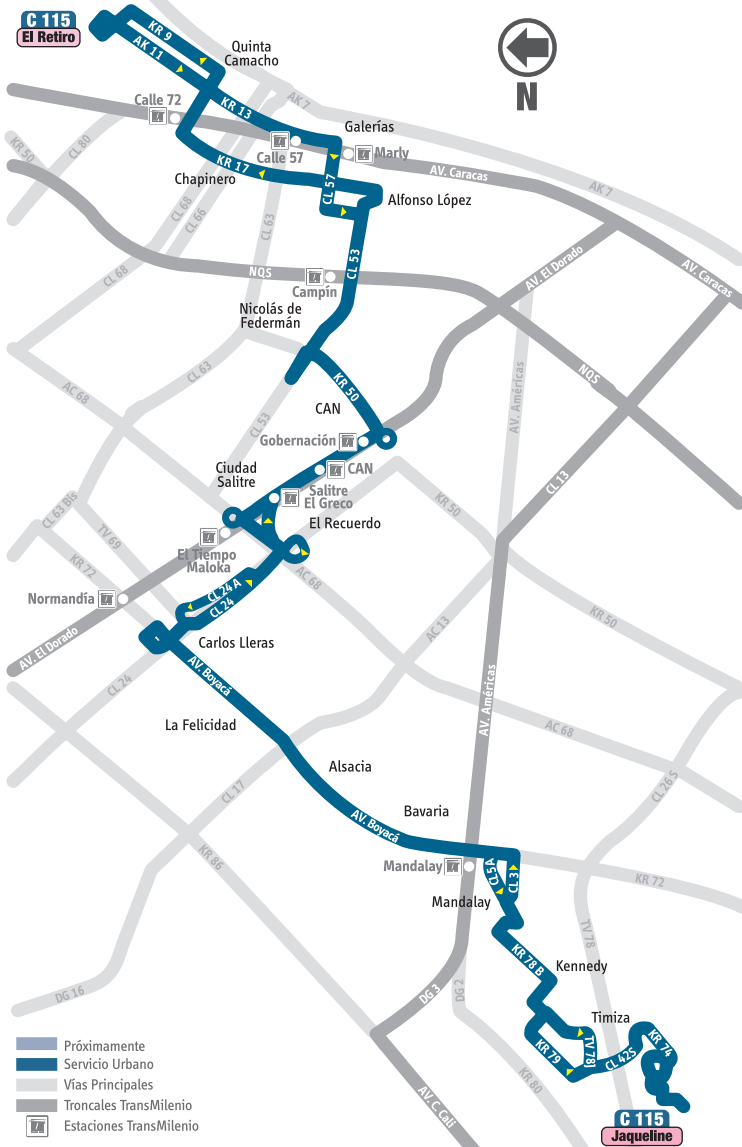 C 115
El Retiro
KR 9
AK 11
Quinta
Camacho
KR 13
AK 7
Calle 72
Galerías
Calle 57
Marly
KR 50
CL 80
KR 17
Chapinero
CL 57
AV. Caracas
AK 7
Alfonso López
CL 68
CL 66
CL 63
CL 53
AV. El Dorado
AV. Caracas
CL 68
NQS
Campín
Nicolás de
Federmán
CL 63
KR 50
NQS
AC 68
CAN
AV. Américas
CL 53
Gobernación
CAN
Ciudad
Salitre
Salitre
El Greco
CL 13
CL 63 Bis
El Recuerdo
KR 50
TV 69
El Tiempo
Maloka
KR 72
AC 68
CL 24 A
CL 24
Normandía
KR 50
AC 13
AV. El Dorado
Carlos Lleras
CL 24
AV. Boyacá
AV. Américas
La Felicidad
AC 68
Alsacia
CL 17
CL 26 S
Bavaria
AV. Boyacá
KR 86
Mandalay
CL 5 A
CL 3
KR 72
Mandalay
TV 78
KR 78 B
Kennedy
DG 16
DG 3
DG 2
Timiza
KR 79
TV 78J
CL 42S
KR 74
KR 80
AV. C. Cali
Próximamente
Servicio Urbano
Vías Principales
Troncales TransMilenio
Estaciones TransMilenio
C 115
Jaqueline
N